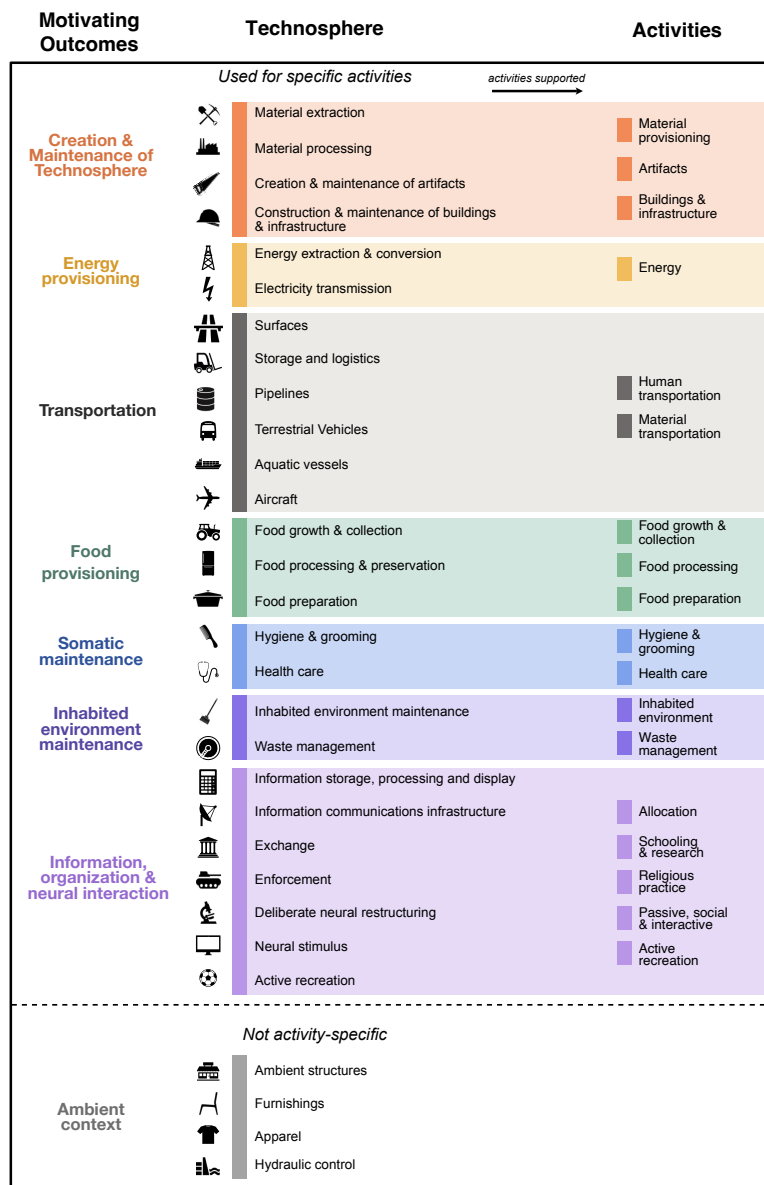 Motivating
Outcomes
Technosphere
Activities
Used for specific activities
activities supported
Creation &
Maintenance of
Technosphere
Material extraction
Material processing
Creation & maintenance of artifacts
Construction & maintenance of buildings
& infrastructure
Material
provisioning
Artifacts
Buildings &
infrastructure
Energy
provisioning
Energy extraction & conversion
Electricity transmission
Energy
Transportation
Surfaces
Storage and logistics
Pipelines
Terrestrial Vehicles
Aquatic vessels
Aircraft
Human
transportation
Material
transportation
Food
provisioning
Food growth & collection
Food processing & preservation
Food preparation
Food growth &
collection
Food processing
Food preparation
Somatic
maintenance
Hygiene & grooming
Health care
Hygiene &
grooming
Health care
Inhabited
environment
maintenance
Inhabited environment maintenance
Waste management
Inhabited
environment
Waste
management
Information,
organization &
neural interaction
Information storage, processing and display
Information communications infrastructure
Exchange
Enforcement
Deliberate neural restructuring
Neural stimulus
Active recreation
Allocation
Schooling
& research
Religious
practice
Passive, social
& interactive
Active
recreation
Not activity-specific
Ambient
context
Ambient structures
Furnishings
Apparel
Hydraulic control